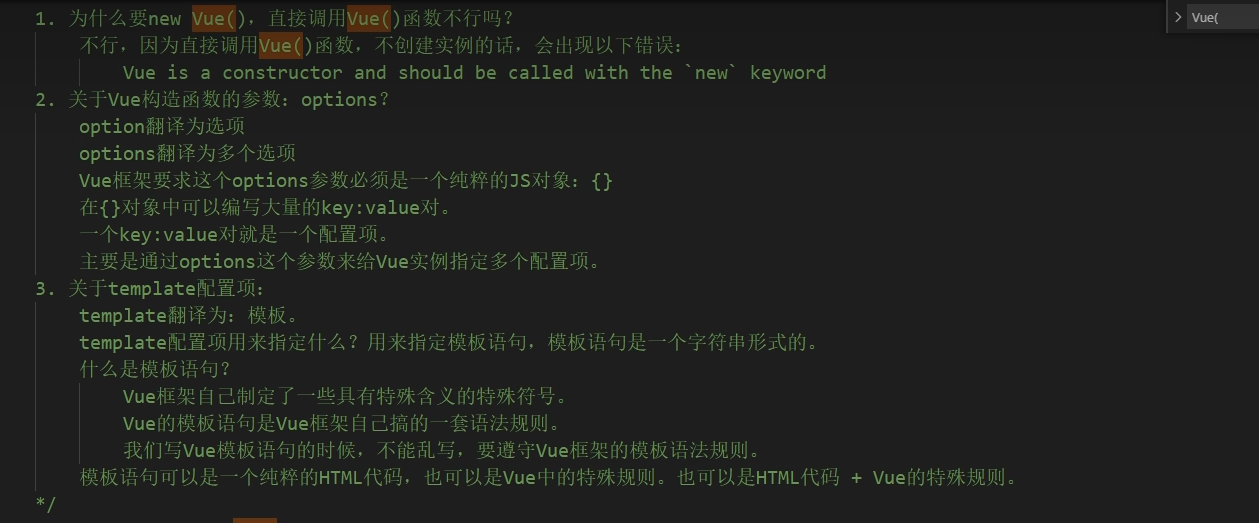 Vue(
1. 为什么要new Vue(), 直接调用Vue()函数不行吗?
不行, 因为直接调用Vue()函数, 不创建实例的话, 会出现以下错误:
Vue is a constructor and should be called with the `new` keyword
2. 关于Vue构造函数的参数: options?
option翻译为选项
options翻译为多个选项
Vue框架要求这个options参数必须是一个纯粹的JS对象: {}
在{}对象中可以编写大量的key:value对。
一个key:value对就是一个配置项。
主要是通过options这个参数来给Vue实例指定多个配置项。
3. 关于template配置项:
template翻译为: 模板。
template配置项用来指定什么? 用来指定模板语句, 模板语句是一个字符串形式的。
什么是模板语句?
Vue框架自己制定了一些具有特殊含义的特殊符号。
Vue的模板语句是Vue框架自己搞的一套语法规则。
我们写Vue模板语句的时候, 不能乱写, 要遵守Vue框架的模板语法规则。
模板语句可以是一个纯粹的HTML代码, 也可以是Vue中的特殊规则。也可以是HTML代码 + Vue的特殊规则。
*/